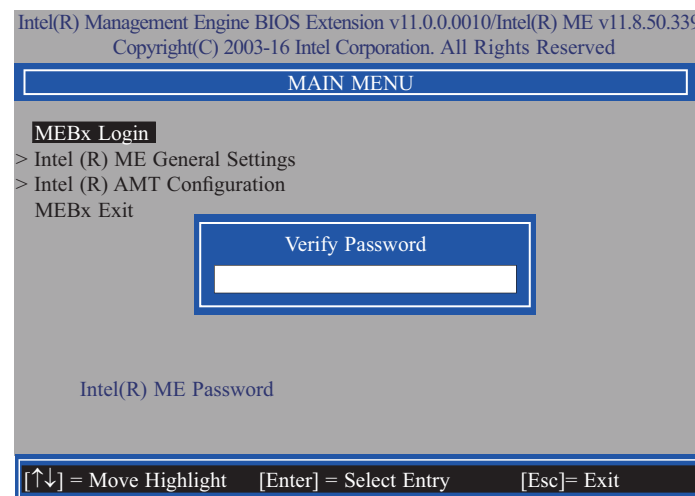 Intel(R) Management Engine BIOS Extension v11.0.0.0010/Intel(R) ME v11.8.50.339
Copyright(C) 2003-16 Intel Corporation. All Rights Reserved
MAIN MENU
MEBx Login
> Intel (R) ME General Settings
> Intel (R) AMT Configuration
MEBx Exit
Verify Password
Intel(R) ME Password
[↑↓] = Move Highlight [Enter] = Select Entry [Esc]= Exit